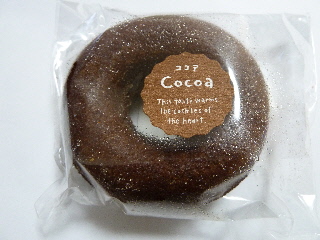 ココア
Cocoa
This taste warms
the cockles of
the heart.